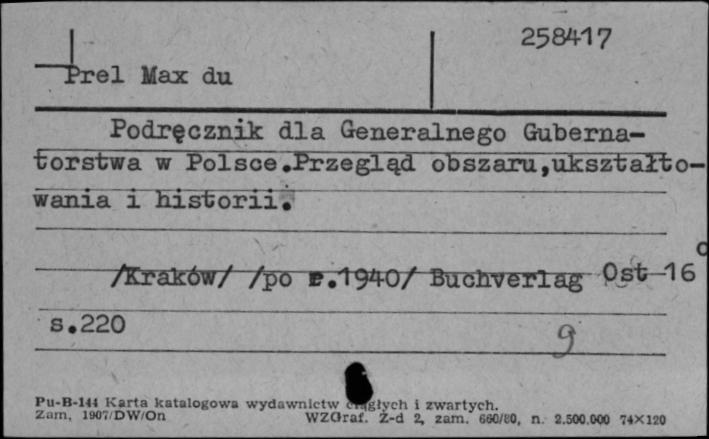 258417
Prel Max du
Podręcznik dla Generalnego Guberna-
torstwa w Polsce.Przegląd obszaru,ukształto-
wania i historii.
/Kraków/ /po r.1940/ Buchverlag Ost 16°
s.220
9
Pu-B-144 Karta katalogowa wydawnictw ciągłych i zwartych.
Zam. 1907/DW/On WZGraf. Z-d 2, zam. 660/80, n. 2.500.000 74×120